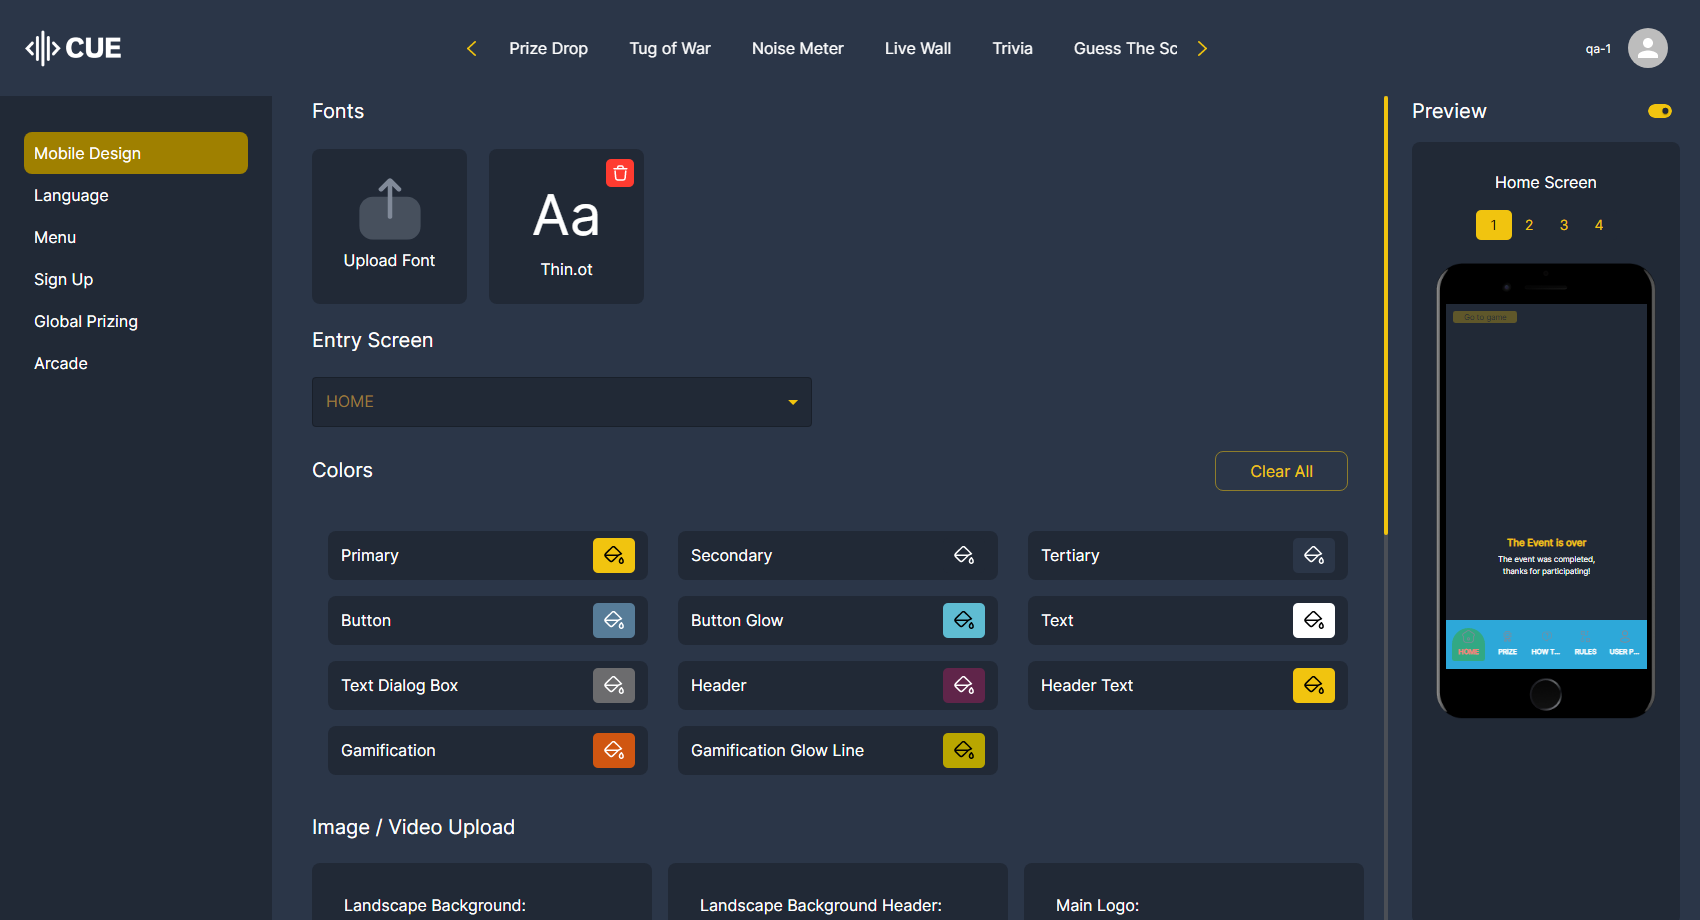 CUE
Prize Drop
Tug of War
Noise Meter
Live Wall
Trivia
Guess The Sc
qa-1
Mobile Design
Language
Menu
Sign Up
Global Prizing
Arcade
Fonts
Upload Font
Aa
Thin.ot
Entry Screen
HOME
Colors
Clear All
Primary
Secondary
Tertiary
Button
Button Glow
Text
Text Dialog Box
Header
Header Text
Gamification
Gamification Glow Line
Image / Video Upload
Landscape Background:
Landscape Background Header:
Main Logo:
Preview
Home Screen
1 2 3 4
Go to game
The Event is over
The event was completed,
thanks for participating!
HOME PRIZE HOW T... RULES USER P...